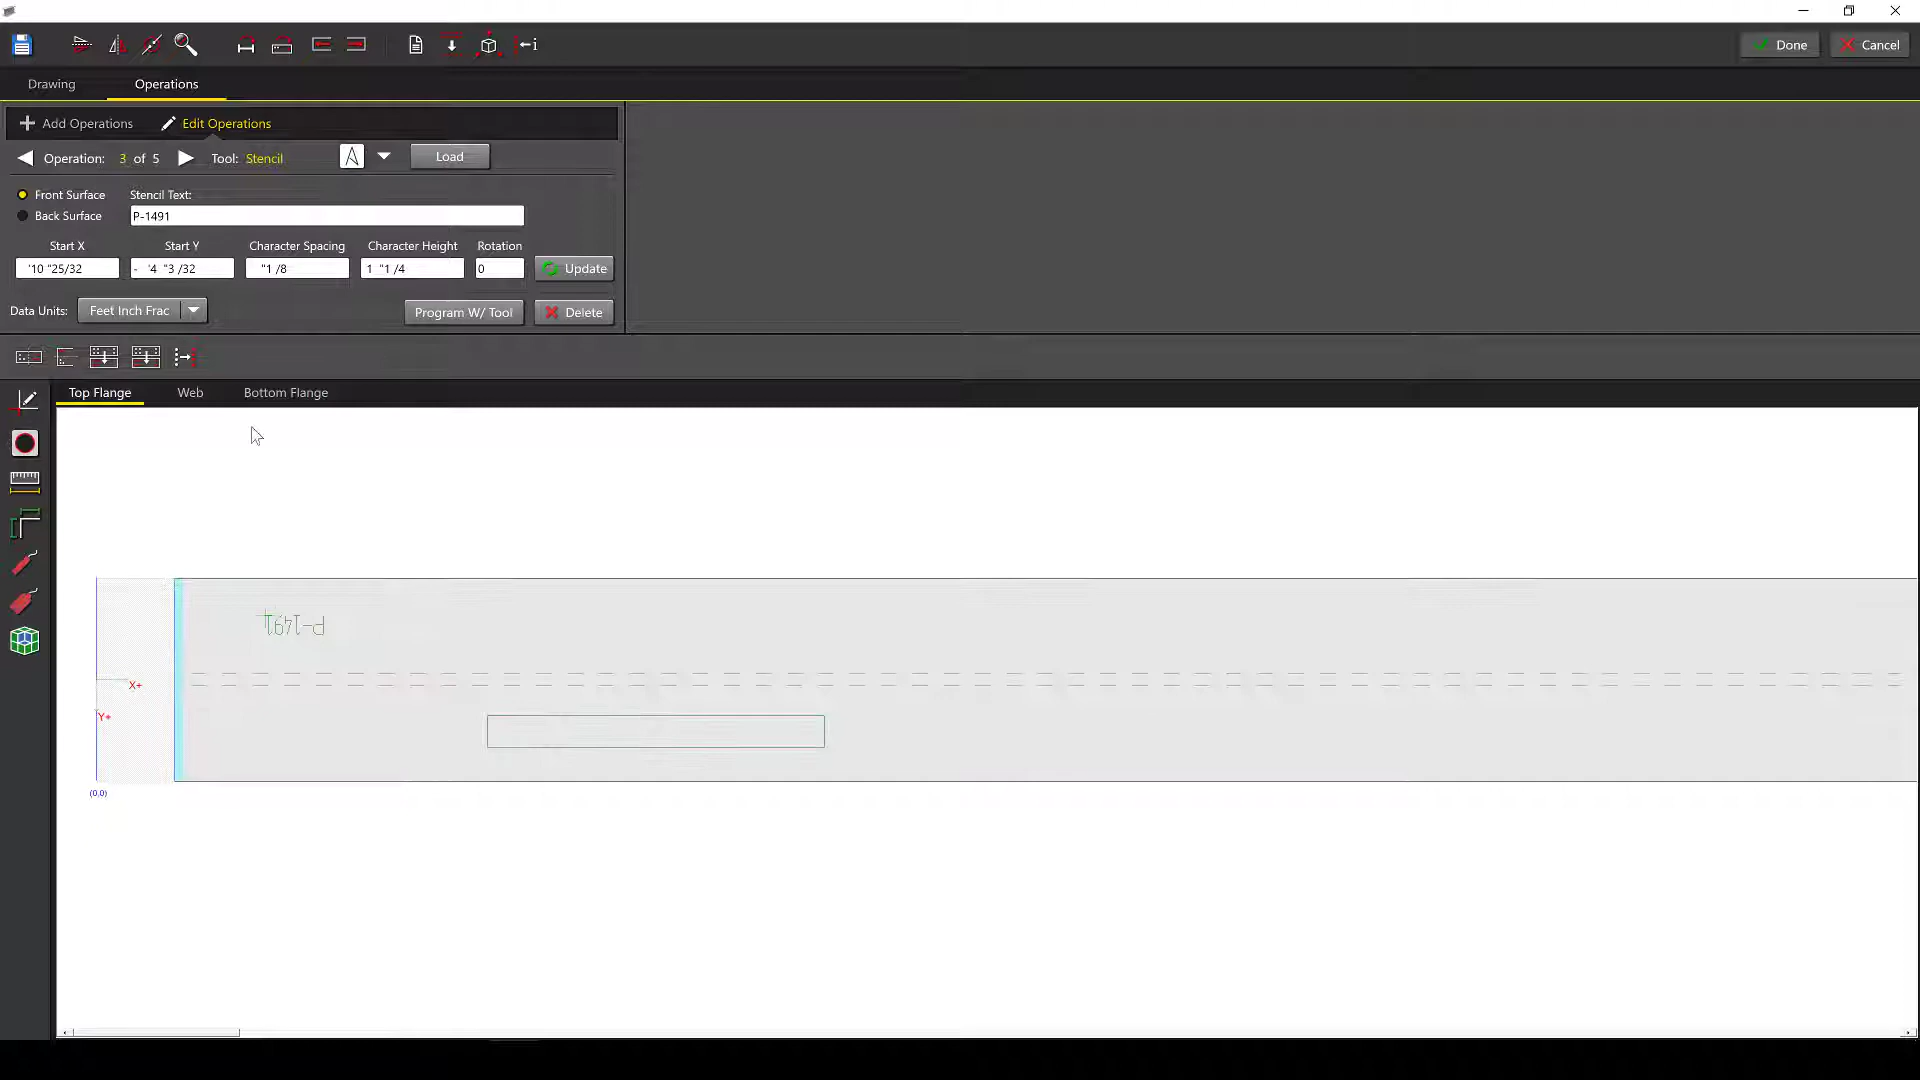 Done
Cancel
Drawing
Operations
Add Operations
Edit Operations
Operation: 3 of 5 Tool: Stencil
Load
Front Surface
Stencil Text:
Back Surface
P-1491
Start X
Start Y
Character Spacing
Character Height
Rotation
'10 "25/32
- '4 "3 /32
"1 /8
1 "1 /4
0
Update
Data Units:
Feet Inch Frac
Program W/ Tool
Delete
Top Flange
Web
Bottom Flange
P-1491
X+
Y+
(0,0)